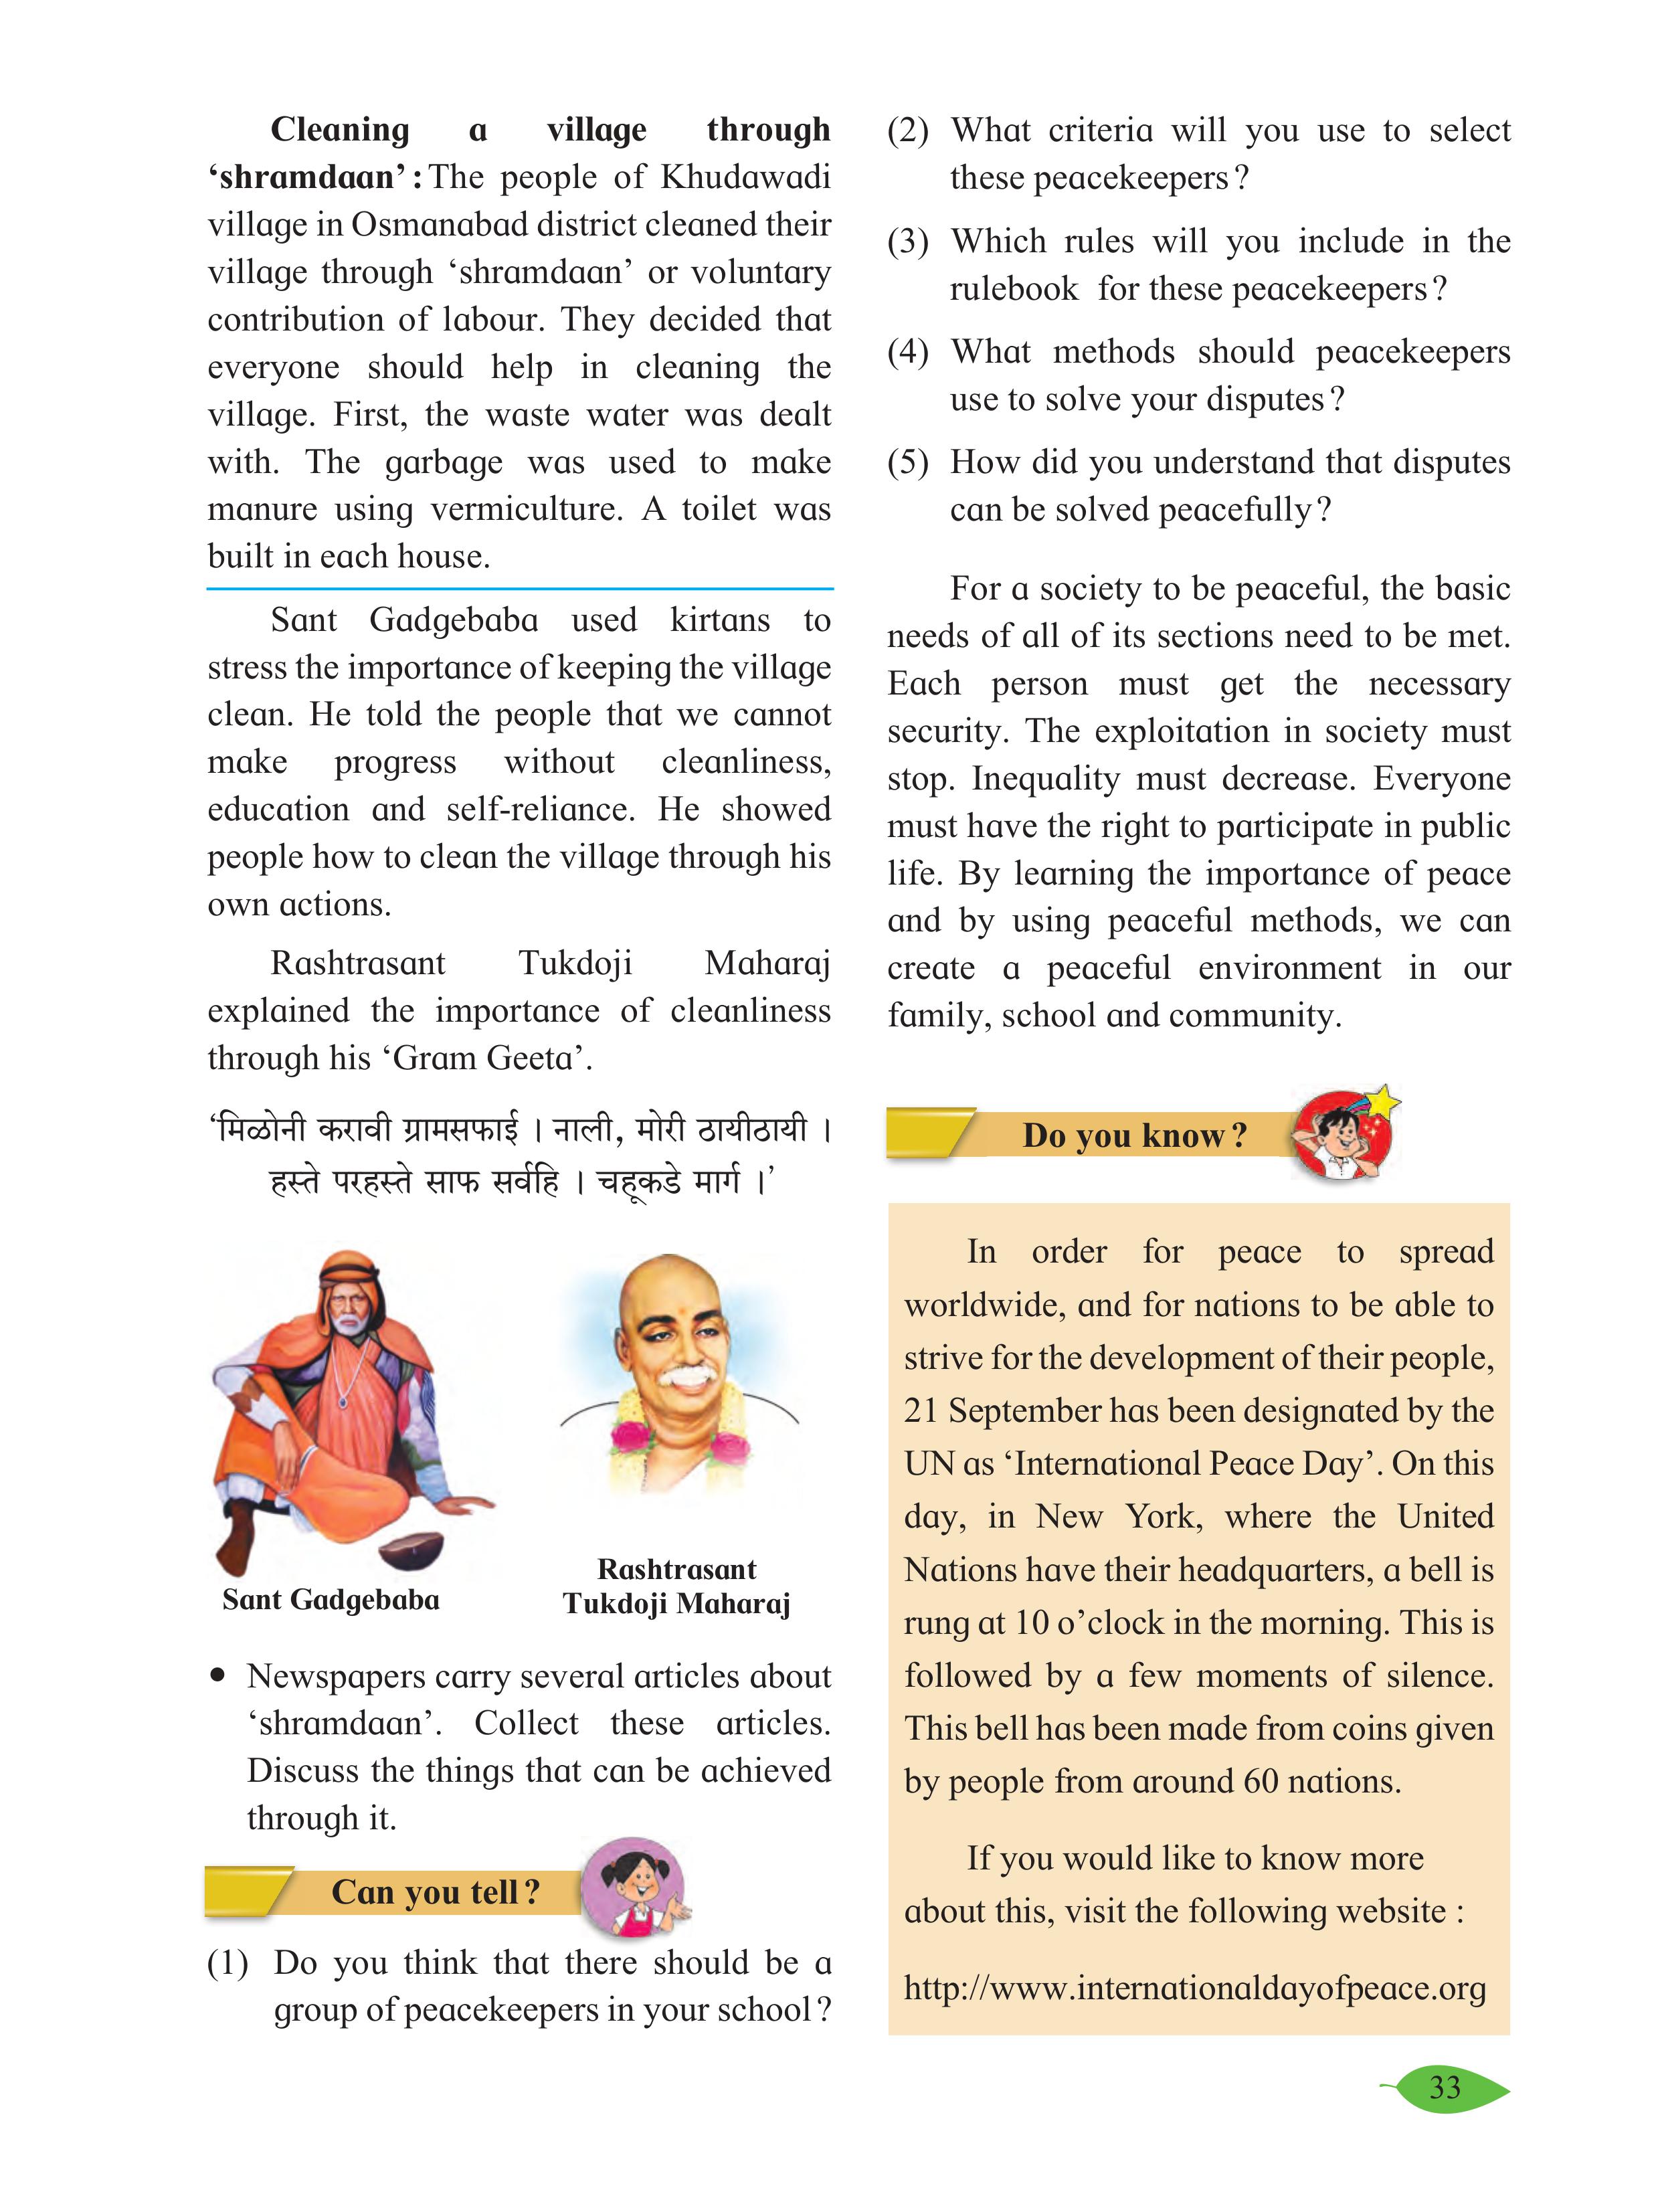 Cleaning a village through
‘shramdaan’: The people of Khudawadi
village in Osmanabad district cleaned their
village through ‘shramdaan’ or voluntary
contribution of labour. They decided that
everyone should help in cleaning the
village. First, the waste water was dealt
with. The garbage was used to make
manure using vermiculture. A toilet was
built in each house.
Sant Gadgebaba used kirtans to
stress the importance of keeping the village
clean. He told the people that we cannot
make progress without cleanliness,
education and self-reliance. He showed
people how to clean the village through his
own actions.
Rashtrasant Tukdoji Maharaj
explained the importance of cleanliness
through his ‘Gram Geeta’.
‘मिळोनी करावी ग्रामसफाई । नाली, मोरी ठायीठायी ।
हस्ते परहस्ते साफ सर्वहि । चहूकडे मार्ग ।’
Sant Gadgebaba
Rashtrasant
Tukdoji Maharaj
• Newspapers carry several articles about
‘shramdaan’. Collect these articles.
Discuss the things that can be achieved
through it.
Can you tell?
(1) Do you think that there should be a
group of peacekeepers in your school?
(2) What criteria will you use to select
these peacekeepers?
(3) Which rules will you include in the
rulebook for these peacekeepers?
(4) What methods should peacekeepers
use to solve your disputes?
(5) How did you understand that disputes
can be solved peacefully?
For a society to be peaceful, the basic
needs of all of its sections need to be met.
Each person must get the necessary
security. The exploitation in society must
stop. Inequality must decrease. Everyone
must have the right to participate in public
life. By learning the importance of peace
and by using peaceful methods, we can
create a peaceful environment in our
family, school and community.
Do you know?
In order for peace to spread
worldwide, and for nations to be able to
strive for the development of their people,
21 September has been designated by the
UN as ‘International Peace Day’. On this
day, in New York, where the United
Nations have their headquarters, a bell is
rung at 10 o’clock in the morning. This is
followed by a few moments of silence.
This bell has been made from coins given
by people from around 60 nations.
If you would like to know more
about this, visit the following website :
http://www.internationaldayofpeace.org
33